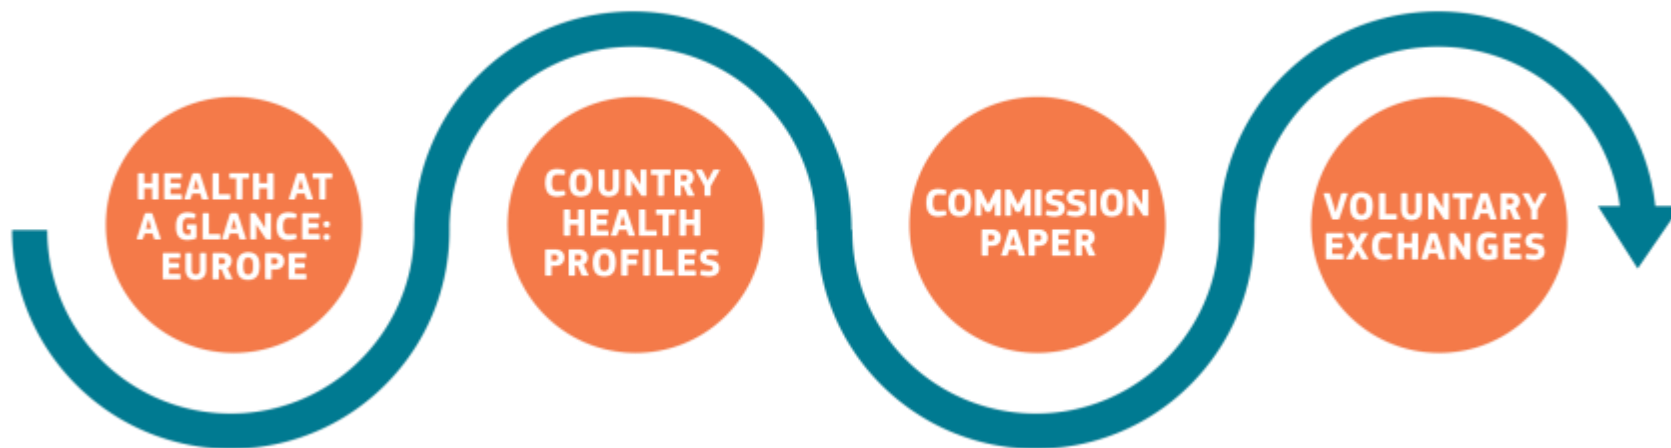 HEALTH AT
A GLANCE:
EUROPE
COUNTRY
HEALTH
PROFILES
COMMISSION
PAPER
VOLUNTARY
EXCHANGES